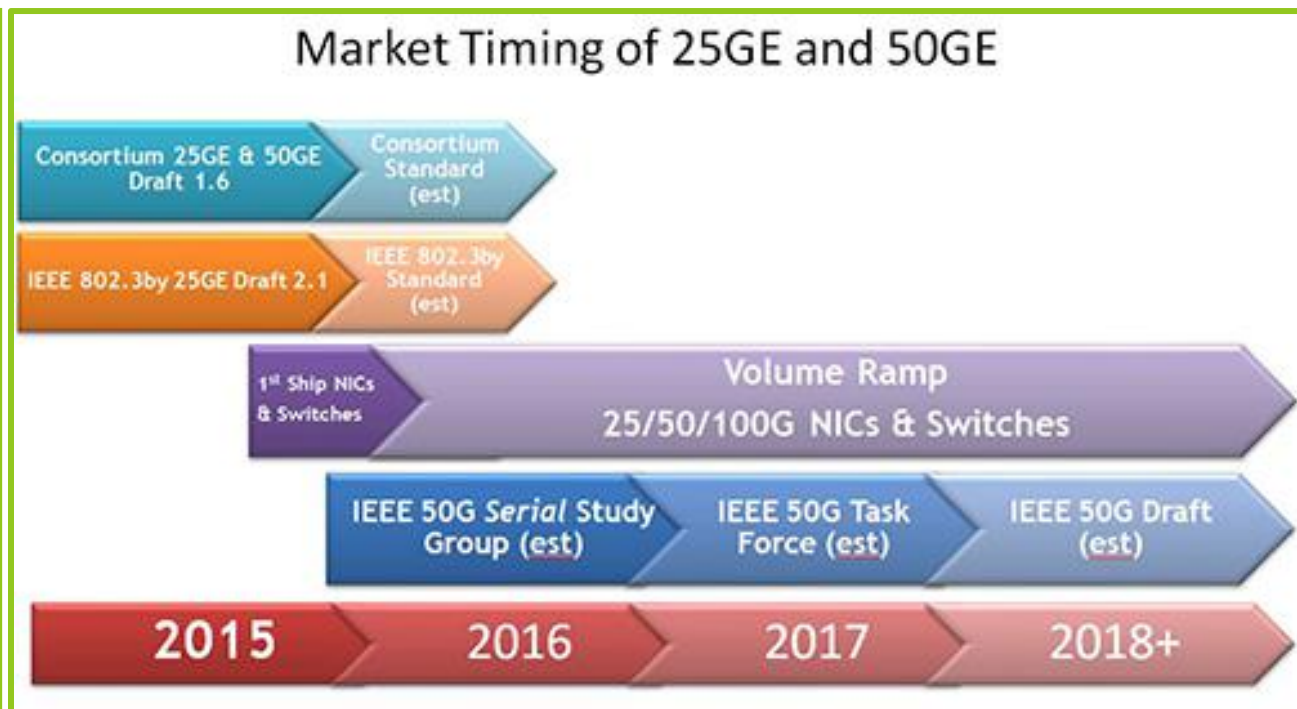 Market Timing of 25GE and 50GE
Consortium 25GE & 50GE
Draft 1.6
Consortium
Standard
(est)
IEEE 802.3by 25GE Draft 2.1
IEEE 802.3by
Standard
(est)
1st Ship NICs
& Switches
Volume Ramp
25/50/100G NICs & Switches
IEEE 50G Serial Study
Group (est)
IEEE 50G Task
Force (est)
IEEE 50G Draft
(est)
2015
2016
2017
2018+